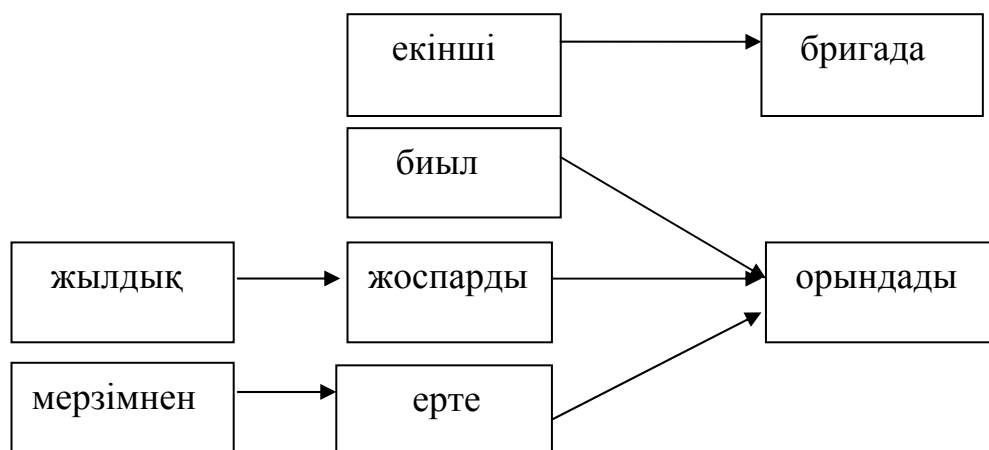 екінші бригада
биыл
жылдық жоспарды орындады
мерзімнен ерте